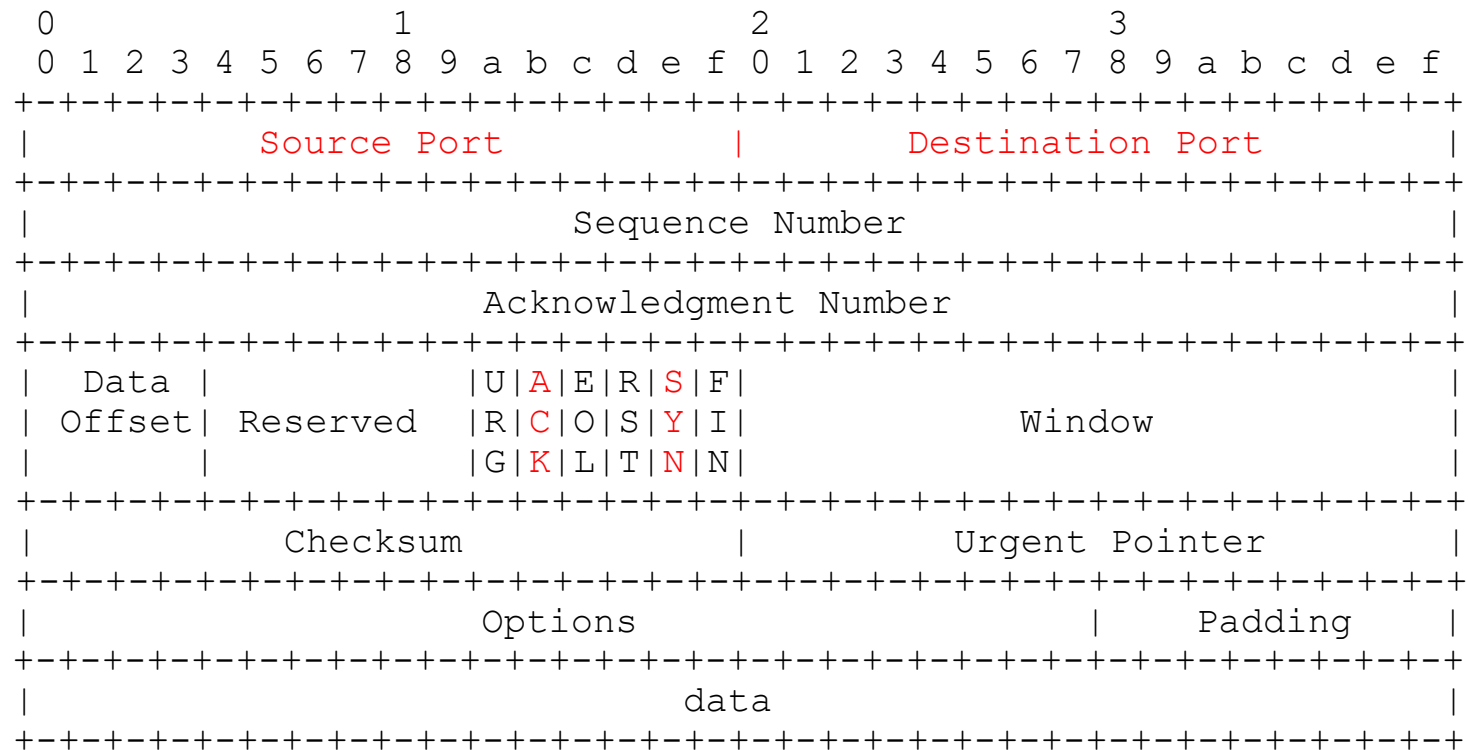 0               1               2               3
 0 1 2 3 4 5 6 7 8 9 a b c d e f 0 1 2 3 4 5 6 7 8 9 a b c d e f
+-+-+-+-+-+-+-+-+-+-+-+-+-+-+-+-+-+-+-+-+-+-+-+-+-+-+-+-+-+-+-+-+
|          Source Port          |       Destination Port        |
+-+-+-+-+-+-+-+-+-+-+-+-+-+-+-+-+-+-+-+-+-+-+-+-+-+-+-+-+-+-+-+-+
|                        Sequence Number                        |
+-+-+-+-+-+-+-+-+-+-+-+-+-+-+-+-+-+-+-+-+-+-+-+-+-+-+-+-+-+-+-+-+
|                    Acknowledgment Number                      |
+-+-+-+-+-+-+-+-+-+-+-+-+-+-+-+-+-+-+-+-+-+-+-+-+-+-+-+-+-+-+-+-+
|  Data |           |U|A|E|R|S|F|                               |
| Offset| Reserved  |R|C|O|S|Y|I|            Window             |
|       |           |G|K|L|T|N|N|                               |
+-+-+-+-+-+-+-+-+-+-+-+-+-+-+-+-+-+-+-+-+-+-+-+-+-+-+-+-+-+-+-+-+
|           Checksum            |         Urgent Pointer        |
+-+-+-+-+-+-+-+-+-+-+-+-+-+-+-+-+-+-+-+-+-+-+-+-+-+-+-+-+-+-+-+-+
|                    Options                    |    Padding    |
+-+-+-+-+-+-+-+-+-+-+-+-+-+-+-+-+-+-+-+-+-+-+-+-+-+-+-+-+-+-+-+-+
|                             data                              |
+-+-+-+-+-+-+-+-+-+-+-+-+-+-+-+-+-+-+-+-+-+-+-+-+-+-+-+-+-+-+-+-+